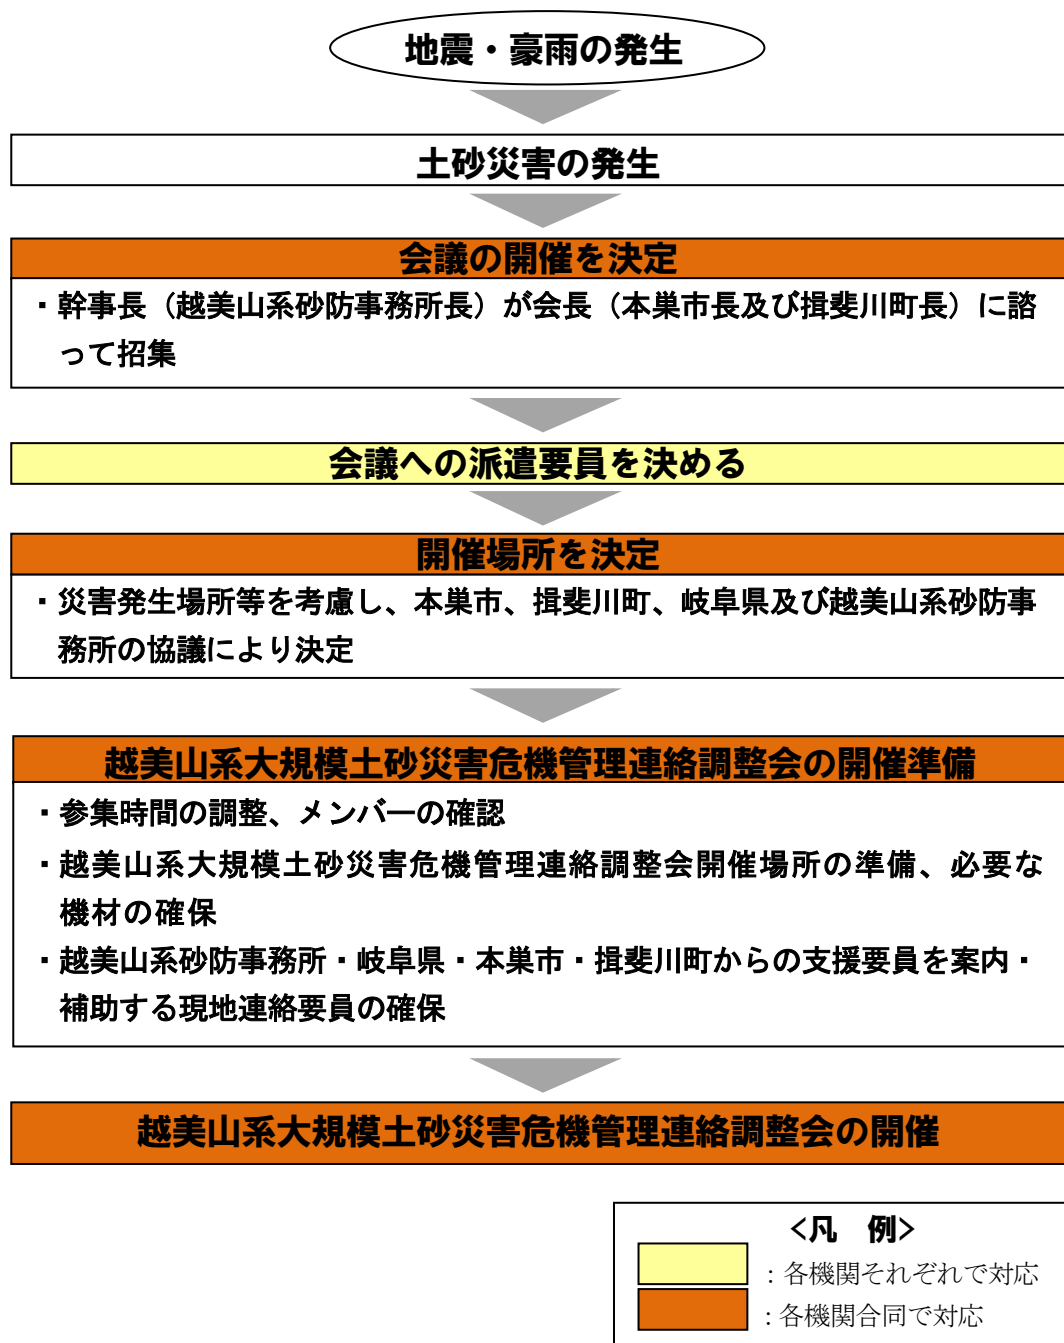 地震・豪雨の発生
土砂災害の発生
会議の開催を決定
・幹事長（越美山系砂防事務所長）が会長（本巣市長及び揖斐川町長）に諮
って招集
会議への派遣要員を決める
開催場所を決定
・災害発生場所等を考慮し、本巣市、揖斐川町、岐阜県及び越美山系砂防事
務所の協議により決定
越美山系大規模土砂災害危機管理連絡調整会の開催準備
・参集時間の調整、メンバーの確認
・越美山系大規模土砂災害危機管理連絡調整会開催場所の準備、必要な
機材の確保
・越美山系砂防事務所・岐阜県・本巣市・揖斐川町からの支援要員を案内・
補助する現地連絡要員の確保
越美山系大規模土砂災害危機管理連絡調整会の開催
<凡　例>
：各機関それぞれで対応
：各機関合同で対応